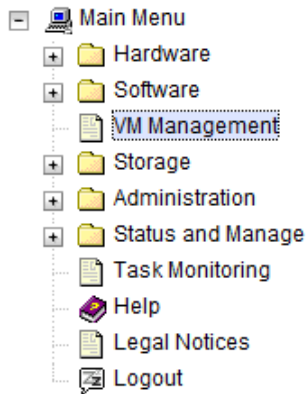 Main Menu
Hardware
Software
VM Management
Storage
Administration
Status and Manage
Task Monitoring
Help
Legal Notices
Logout